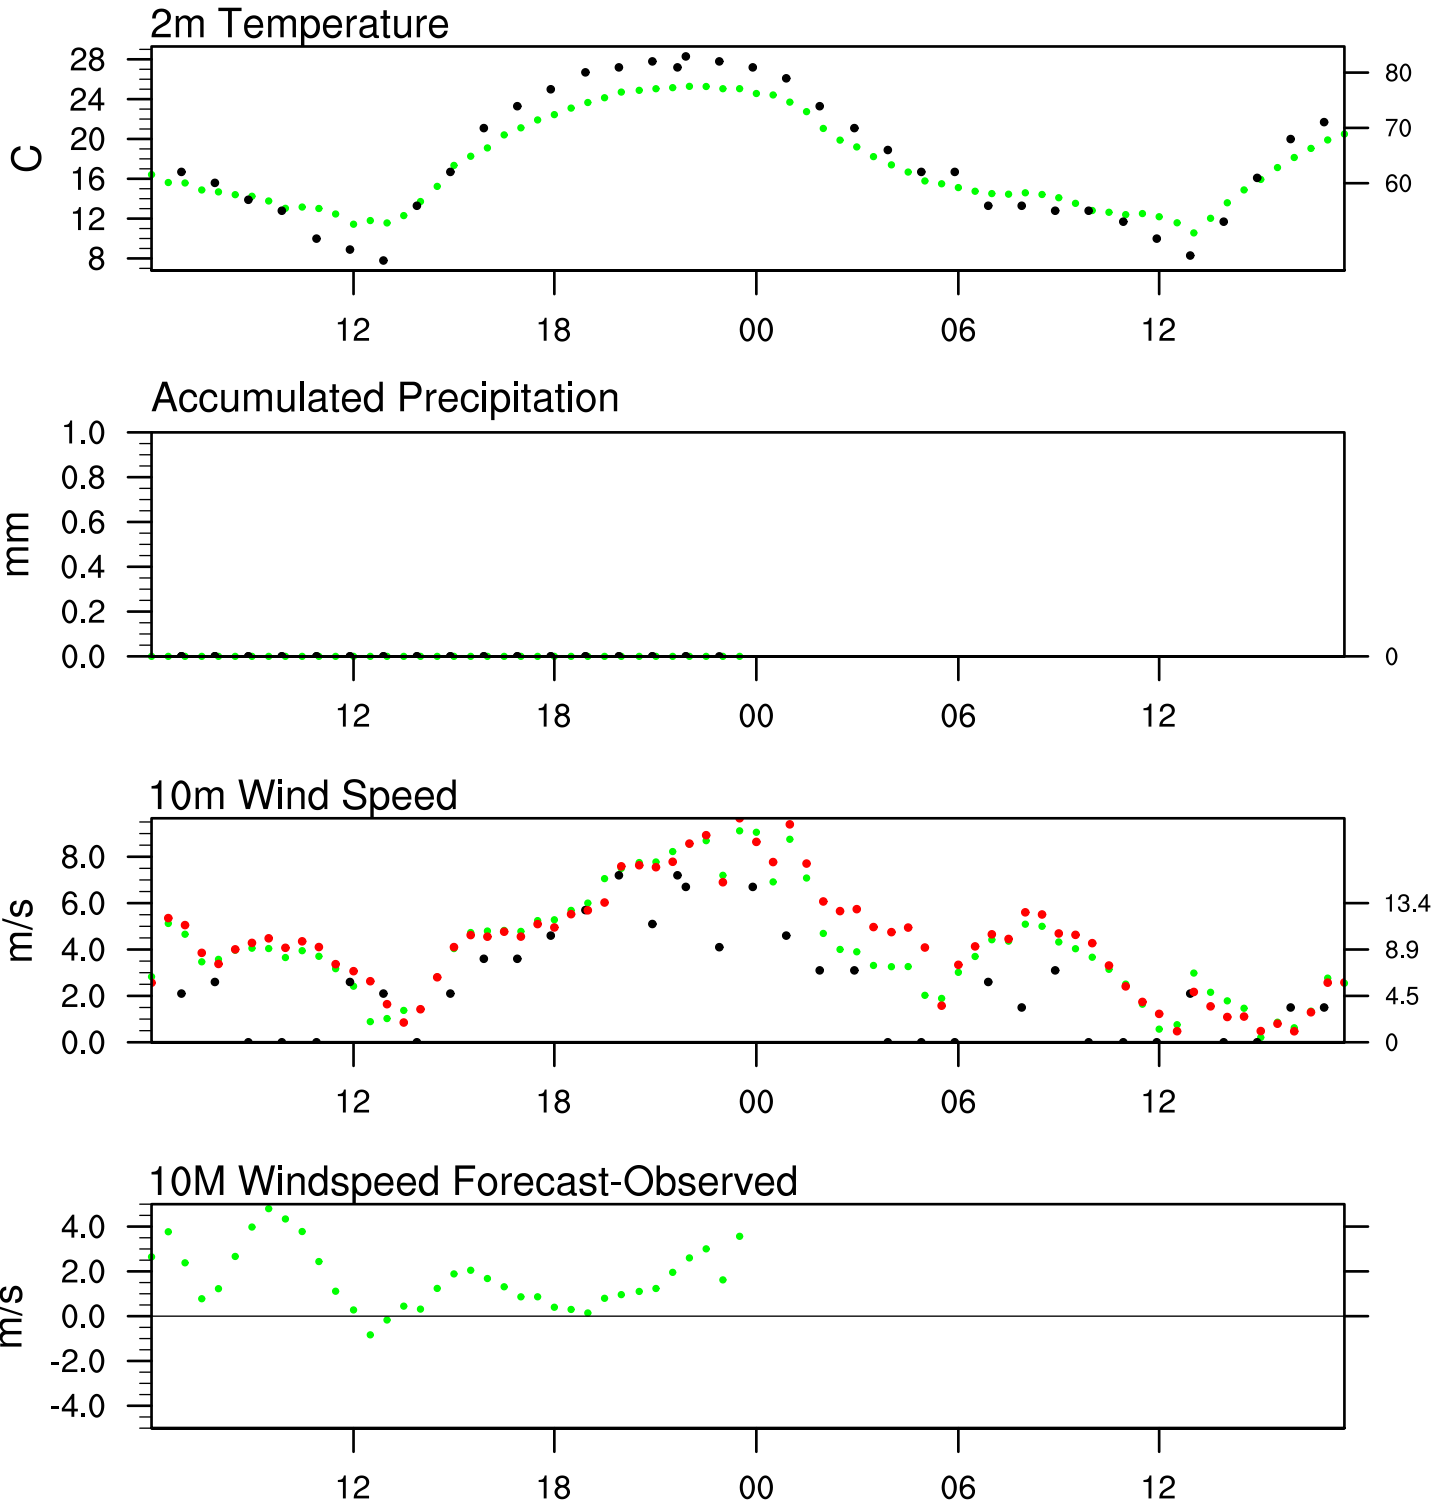 2m Temperature
28
24
20
16
12
8
C
80
70
60
12 18 00 06 12
Accumulated Precipitation
1.0
0.8
0.6
0.4
0.2
0.0
mm
0
12 18 00 06 12
10m Wind Speed
8.0
6.0
4.0
2.0
0.0
m/s
13.4
8.9
4.5
0
12 18 00 06 12
10M Windspeed Forecast-Observed
4.0
2.0
0.0
-2.0
-4.0
m/s
12 18 00 06 12